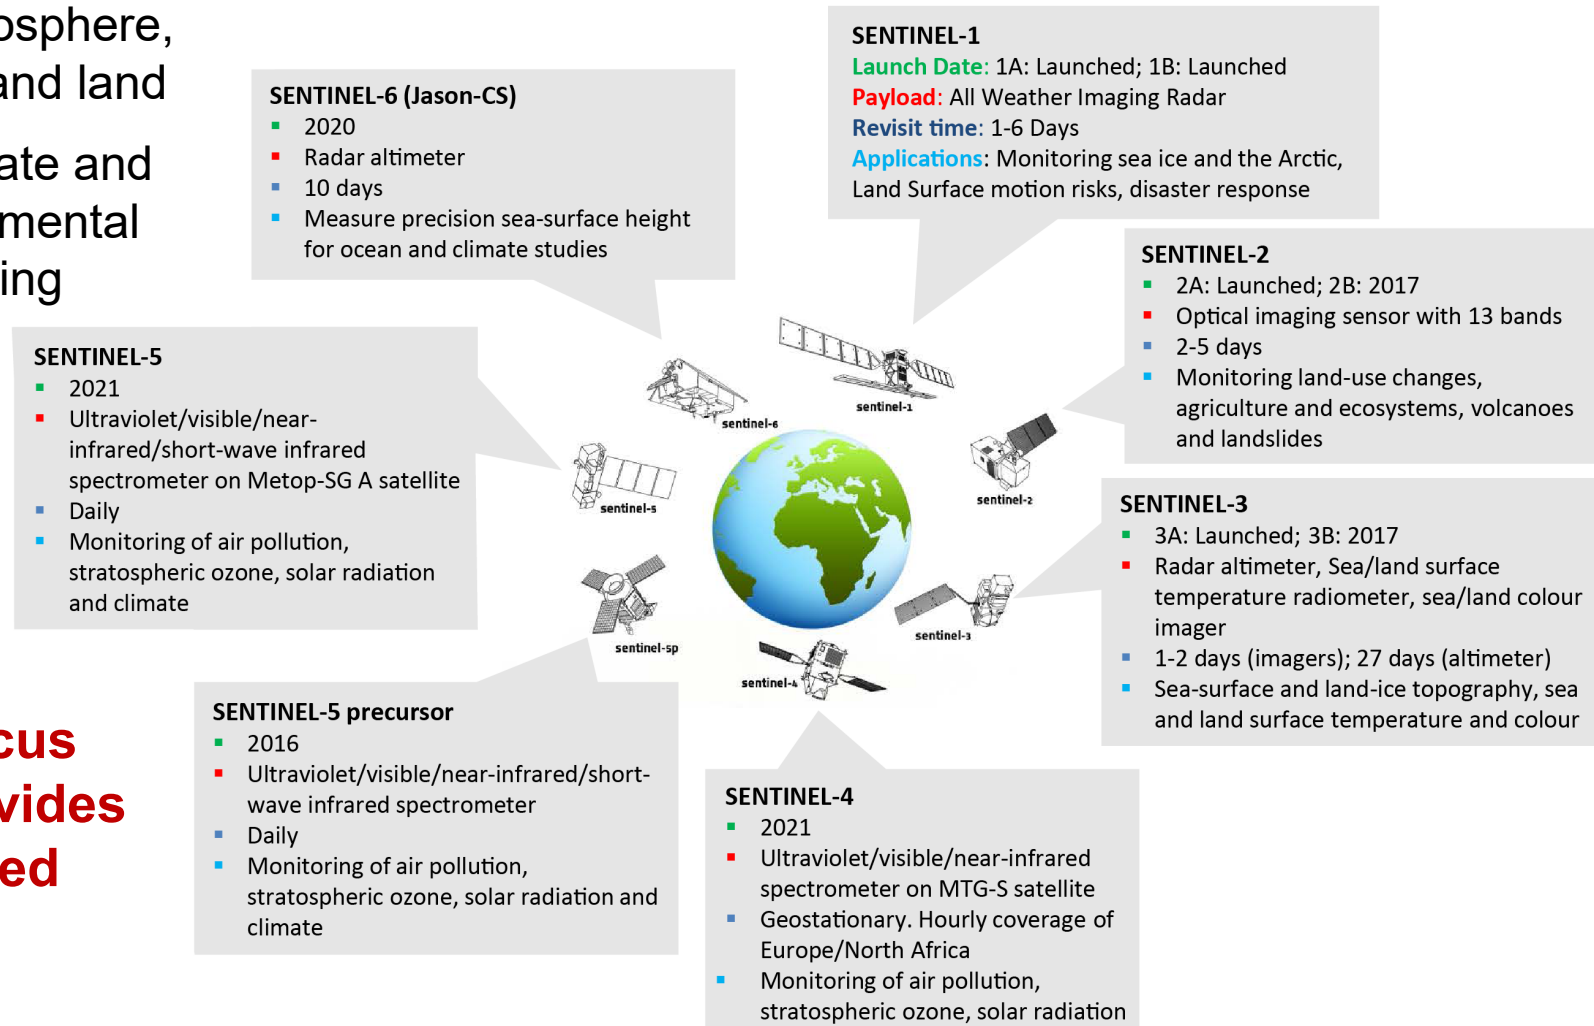 osphere,
and land
ate and
mental
ing
cus
vides
ed
SENTINEL-6 (Jason-CS)
2020
Radar altimeter
10 days
Measure precision sea-surface height
for ocean and climate studies
SENTINEL-1
Launch Date: 1A: Launched; 1B: Launched
Payload: All Weather Imaging Radar
Revisit time: 1-6 Days
Applications: Monitoring sea ice and the Arctic,
Land Surface motion risks, disaster response
SENTINEL-2
2A: Launched; 2B: 2017
Optical imaging sensor with 13 bands
2-5 days
Monitoring land-use changes,
agriculture and ecosystems, volcanoes
and landslides
SENTINEL-5
2021
Ultraviolet/visible/near-
infrared/short-wave infrared
spectrometer on Metop-SG A satellite
Daily
Monitoring of air pollution,
stratospheric ozone, solar radiation
and climate
SENTINEL-3
3A: Launched; 3B: 2017
Radar altimeter, Sea/land surface
temperature radiometer, sea/land colour
imager
1-2 days (imagers); 27 days (altimeter)
Sea-surface and land-ice topography, sea
and land surface temperature and colour
SENTINEL-5 precursor
2016
Ultraviolet/visible/near-infrared/short-
wave infrared spectrometer
Daily
Monitoring of air pollution,
stratospheric ozone, solar radiation and
climate
SENTINEL-4
2021
Ultraviolet/visible/near-infrared
spectrometer on MTG-S satellite
Geostationary. Hourly coverage of
Europe/North Africa
Monitoring of air pollution,
stratospheric ozone, solar radiation
sentinel-1
sentinel-6
sentinel-2
sentinel-5
sentinel-3
sentinel-5p
sentinel-4